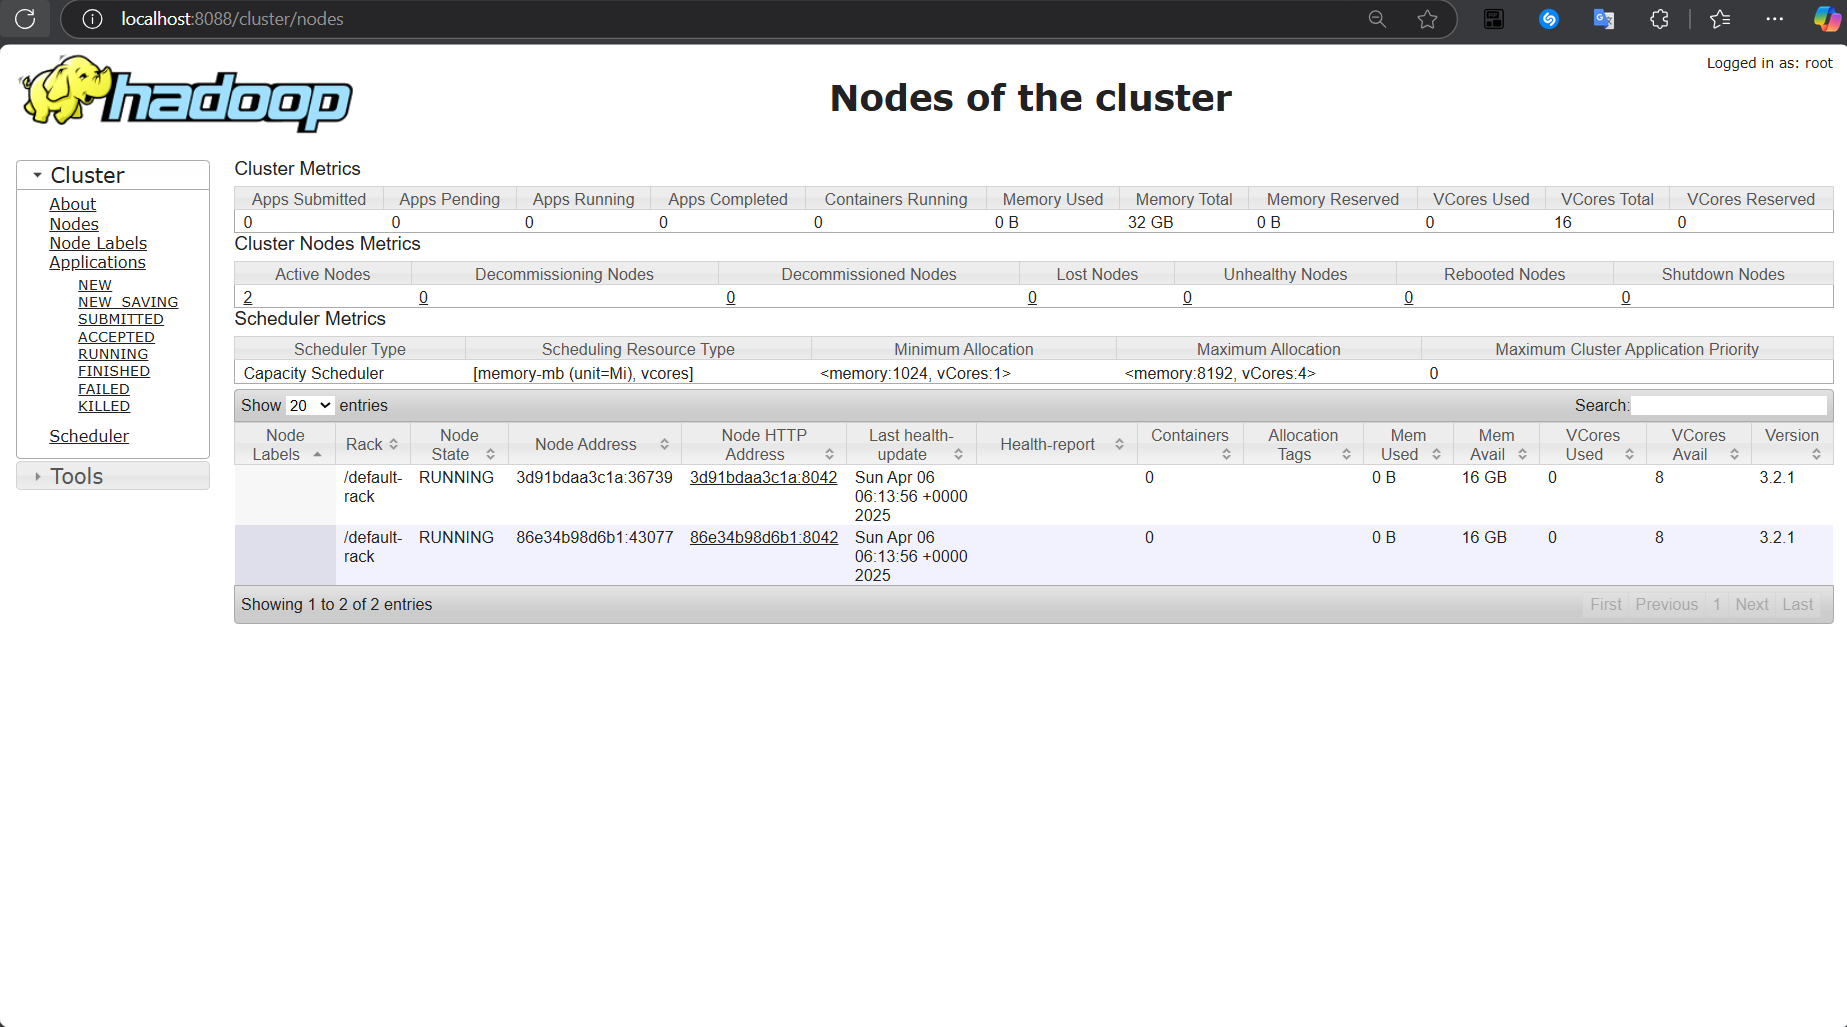 localhost:8088/cluster/nodes
Logged in as: root
hadoop
Nodes of the cluster
Cluster
About
Nodes
Node Labels
Applications
NEW
NEW_SAVING
SUBMITTED
ACCEPTED
RUNNING
FINISHED
FAILED
KILLED
Scheduler
Tools
Cluster Metrics
Apps Submitted Apps Pending Apps Running Apps Completed Containers Running Memory Used Memory Total Memory Reserved VCores Used VCores Total VCores Reserved
0 0 0 0 0 0 B 32 GB 0 B 0 16 0
Cluster Nodes Metrics
Active Nodes Decommissioning Nodes Decommissioned Nodes Lost Nodes Unhealthy Nodes Rebooted Nodes Shutdown Nodes
2 0 0 0 0 0 0
Scheduler Metrics
Scheduler Type Scheduling Resource Type Minimum Allocation Maximum Allocation Maximum Cluster Application Priority
Capacity Scheduler [memory-mb (unit=Mi), vcores] <memory:1024, vCores:1> <memory:8192, vCores:4> 0
Show 20 entries Search:
Node Labels Rack Node State Node Address Node HTTP Address Last health-update Health-report Containers Allocation Tags Mem Used Mem Avail VCores Used VCores Avail Version
/default-rack RUNNING 3d91bdaa3c1a:36739 3d91bdaa3c1a:8042 Sun Apr 06 06:13:56 +0000 2025 0 0 B 16 GB 0 8 3.2.1
/default-rack RUNNING 86e34b98d6b1:43077 86e34b98d6b1:8042 Sun Apr 06 06:13:56 +0000 2025 0 0 B 16 GB 0 8 3.2.1
Showing 1 to 2 of 2 entries First Previous 1 Next Last